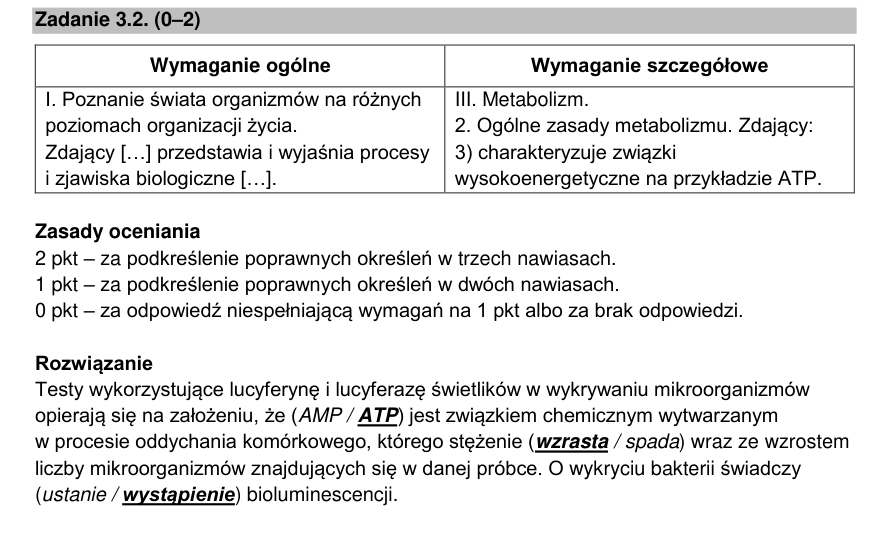 Zadanie 3.2. (0–2)
Wymaganie ogólne
Wymaganie szczegółowe
I. Poznanie świata organizmów na różnych
poziomach organizacji życia.
Zdający […] przedstawia i wyjaśnia procesy
i zjawiska biologiczne […].
III. Metabolizm.
2. Ogólne zasady metabolizmu. Zdający:
3) charakteryzuje związki
wysokoenergetyczne na przykładzie ATP.
Zasady oceniania
2 pkt – za podkreślenie poprawnych określeń w trzech nawiasach.
1 pkt – za podkreślenie poprawnych określeń w dwóch nawiasach.
0 pkt – za odpowiedź niespełniającą wymagań na 1 pkt albo za brak odpowiedzi.
Rozwiązanie
Testy wykorzystujące lucyferynę i lucyferazę świetlików w wykrywaniu mikroorganizmów
opierają się na założeniu, że (AMP / ATP) jest związkiem chemicznym wytwarzanym
w procesie oddychania komórkowego, którego stężenie (wzrasta / spada) wraz ze wzrostem
liczby mikroorganizmów znajdujących się w danej próbce. O wykryciu bakterii świadczy
(ustanie / wystąpienie) bioluminescencji.